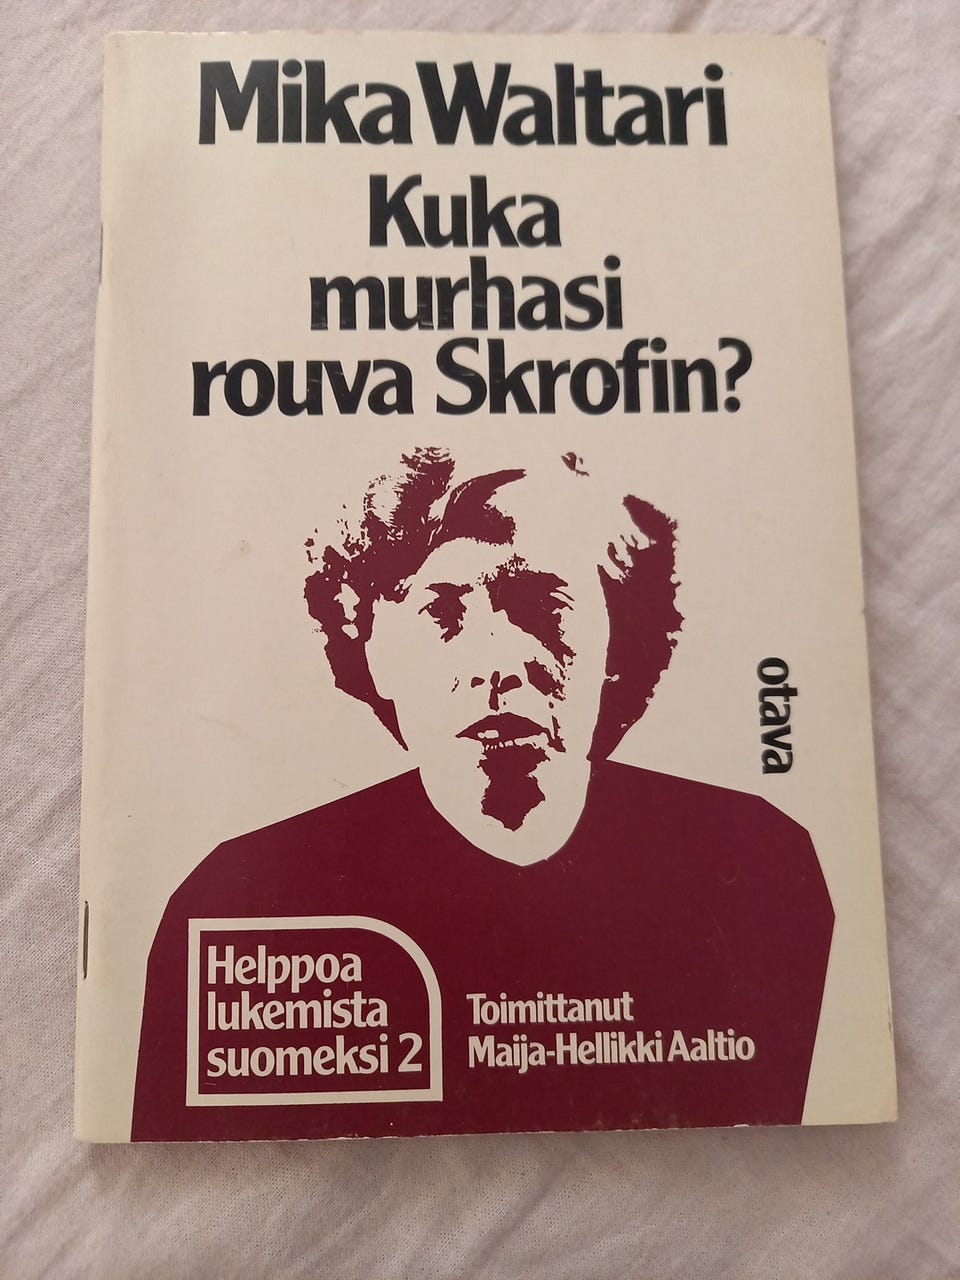 Mika Waltari
Kuka
murhasi
rouva Skrofin?
otava
Helppoa
lukemista
suomeksi 2
Toimittanut
Maija-Hellikki Aaltio